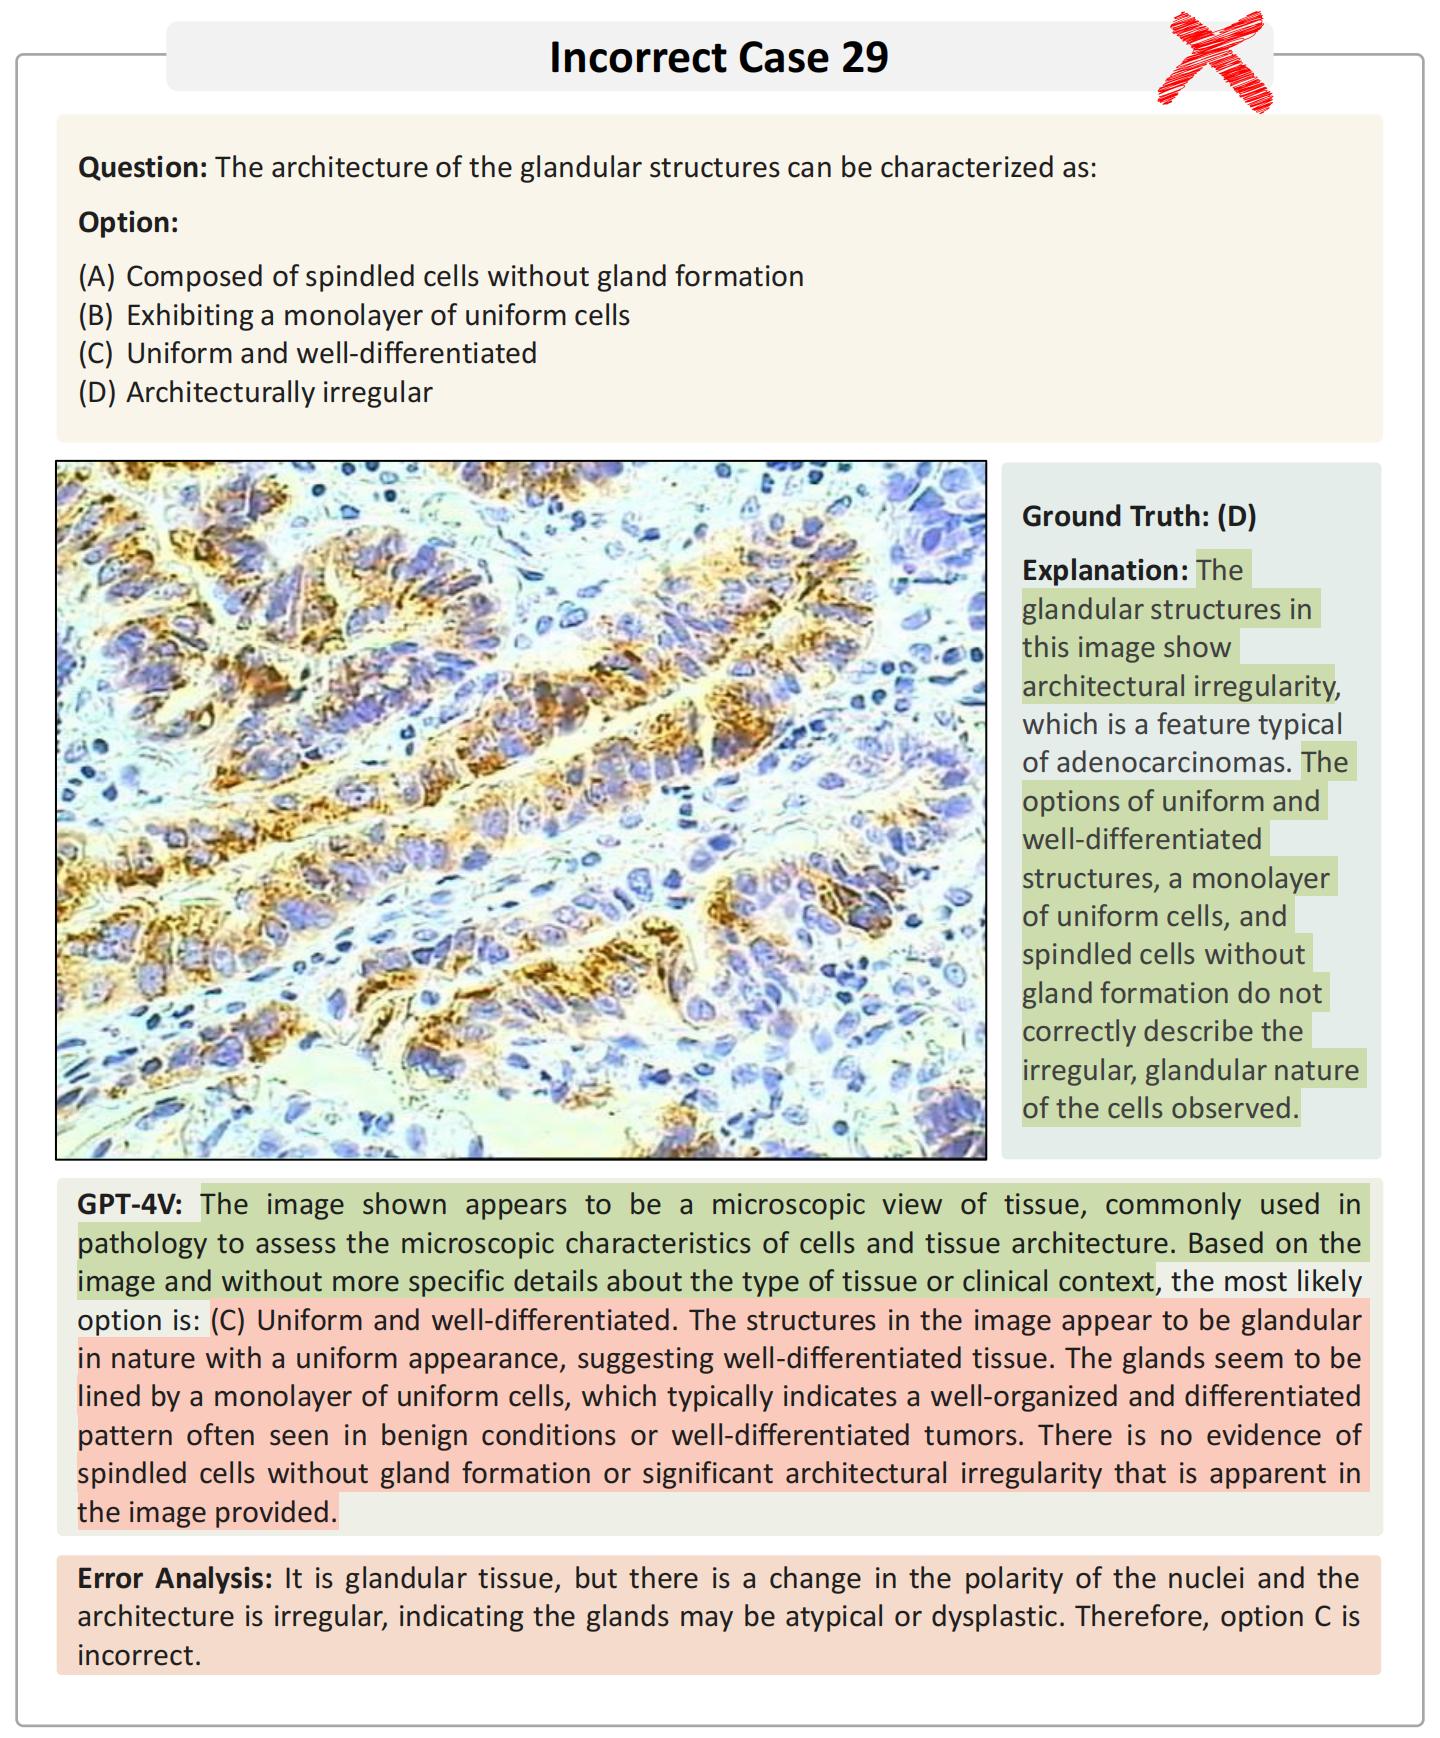 Incorrect Case 29
Question: The architecture of the glandular structures can be characterized as:
Option:
(A) Composed of spindled cells without gland formation
(B) Exhibiting a monolayer of uniform cells
(C) Uniform and well-differentiated
(D) Architecturally irregular
Ground Truth: (D)
Explanation: The
glandular structures in
this image show
architectural irregularity,
which is a feature typical
of adenocarcinomas. The
options of uniform and
well-differentiated
structures, a monolayer
of uniform cells, and
spindled cells without
gland formation do not
correctly describe the
irregular, glandular nature
of the cells observed.
GPT-4V: The image shown appears to be a microscopic view of tissue, commonly used in
pathology to assess the microscopic characteristics of cells and tissue architecture. Based on the
image and without more specific details about the type of tissue or clinical context, the most likely
option is: (C) Uniform and well-differentiated. The structures in the image appear to be glandular
in nature with a uniform appearance, suggesting well-differentiated tissue. The glands seem to be
lined by a monolayer of uniform cells, which typically indicates a well-organized and differentiated
pattern often seen in benign conditions or well-differentiated tumors. There is no evidence of
spindled cells without gland formation or significant architectural irregularity that is apparent in
the image provided.
Error Analysis: It is glandular tissue, but there is a change in the polarity of the nuclei and the
architecture is irregular, indicating the glands may be atypical or dysplastic. Therefore, option C is
incorrect.